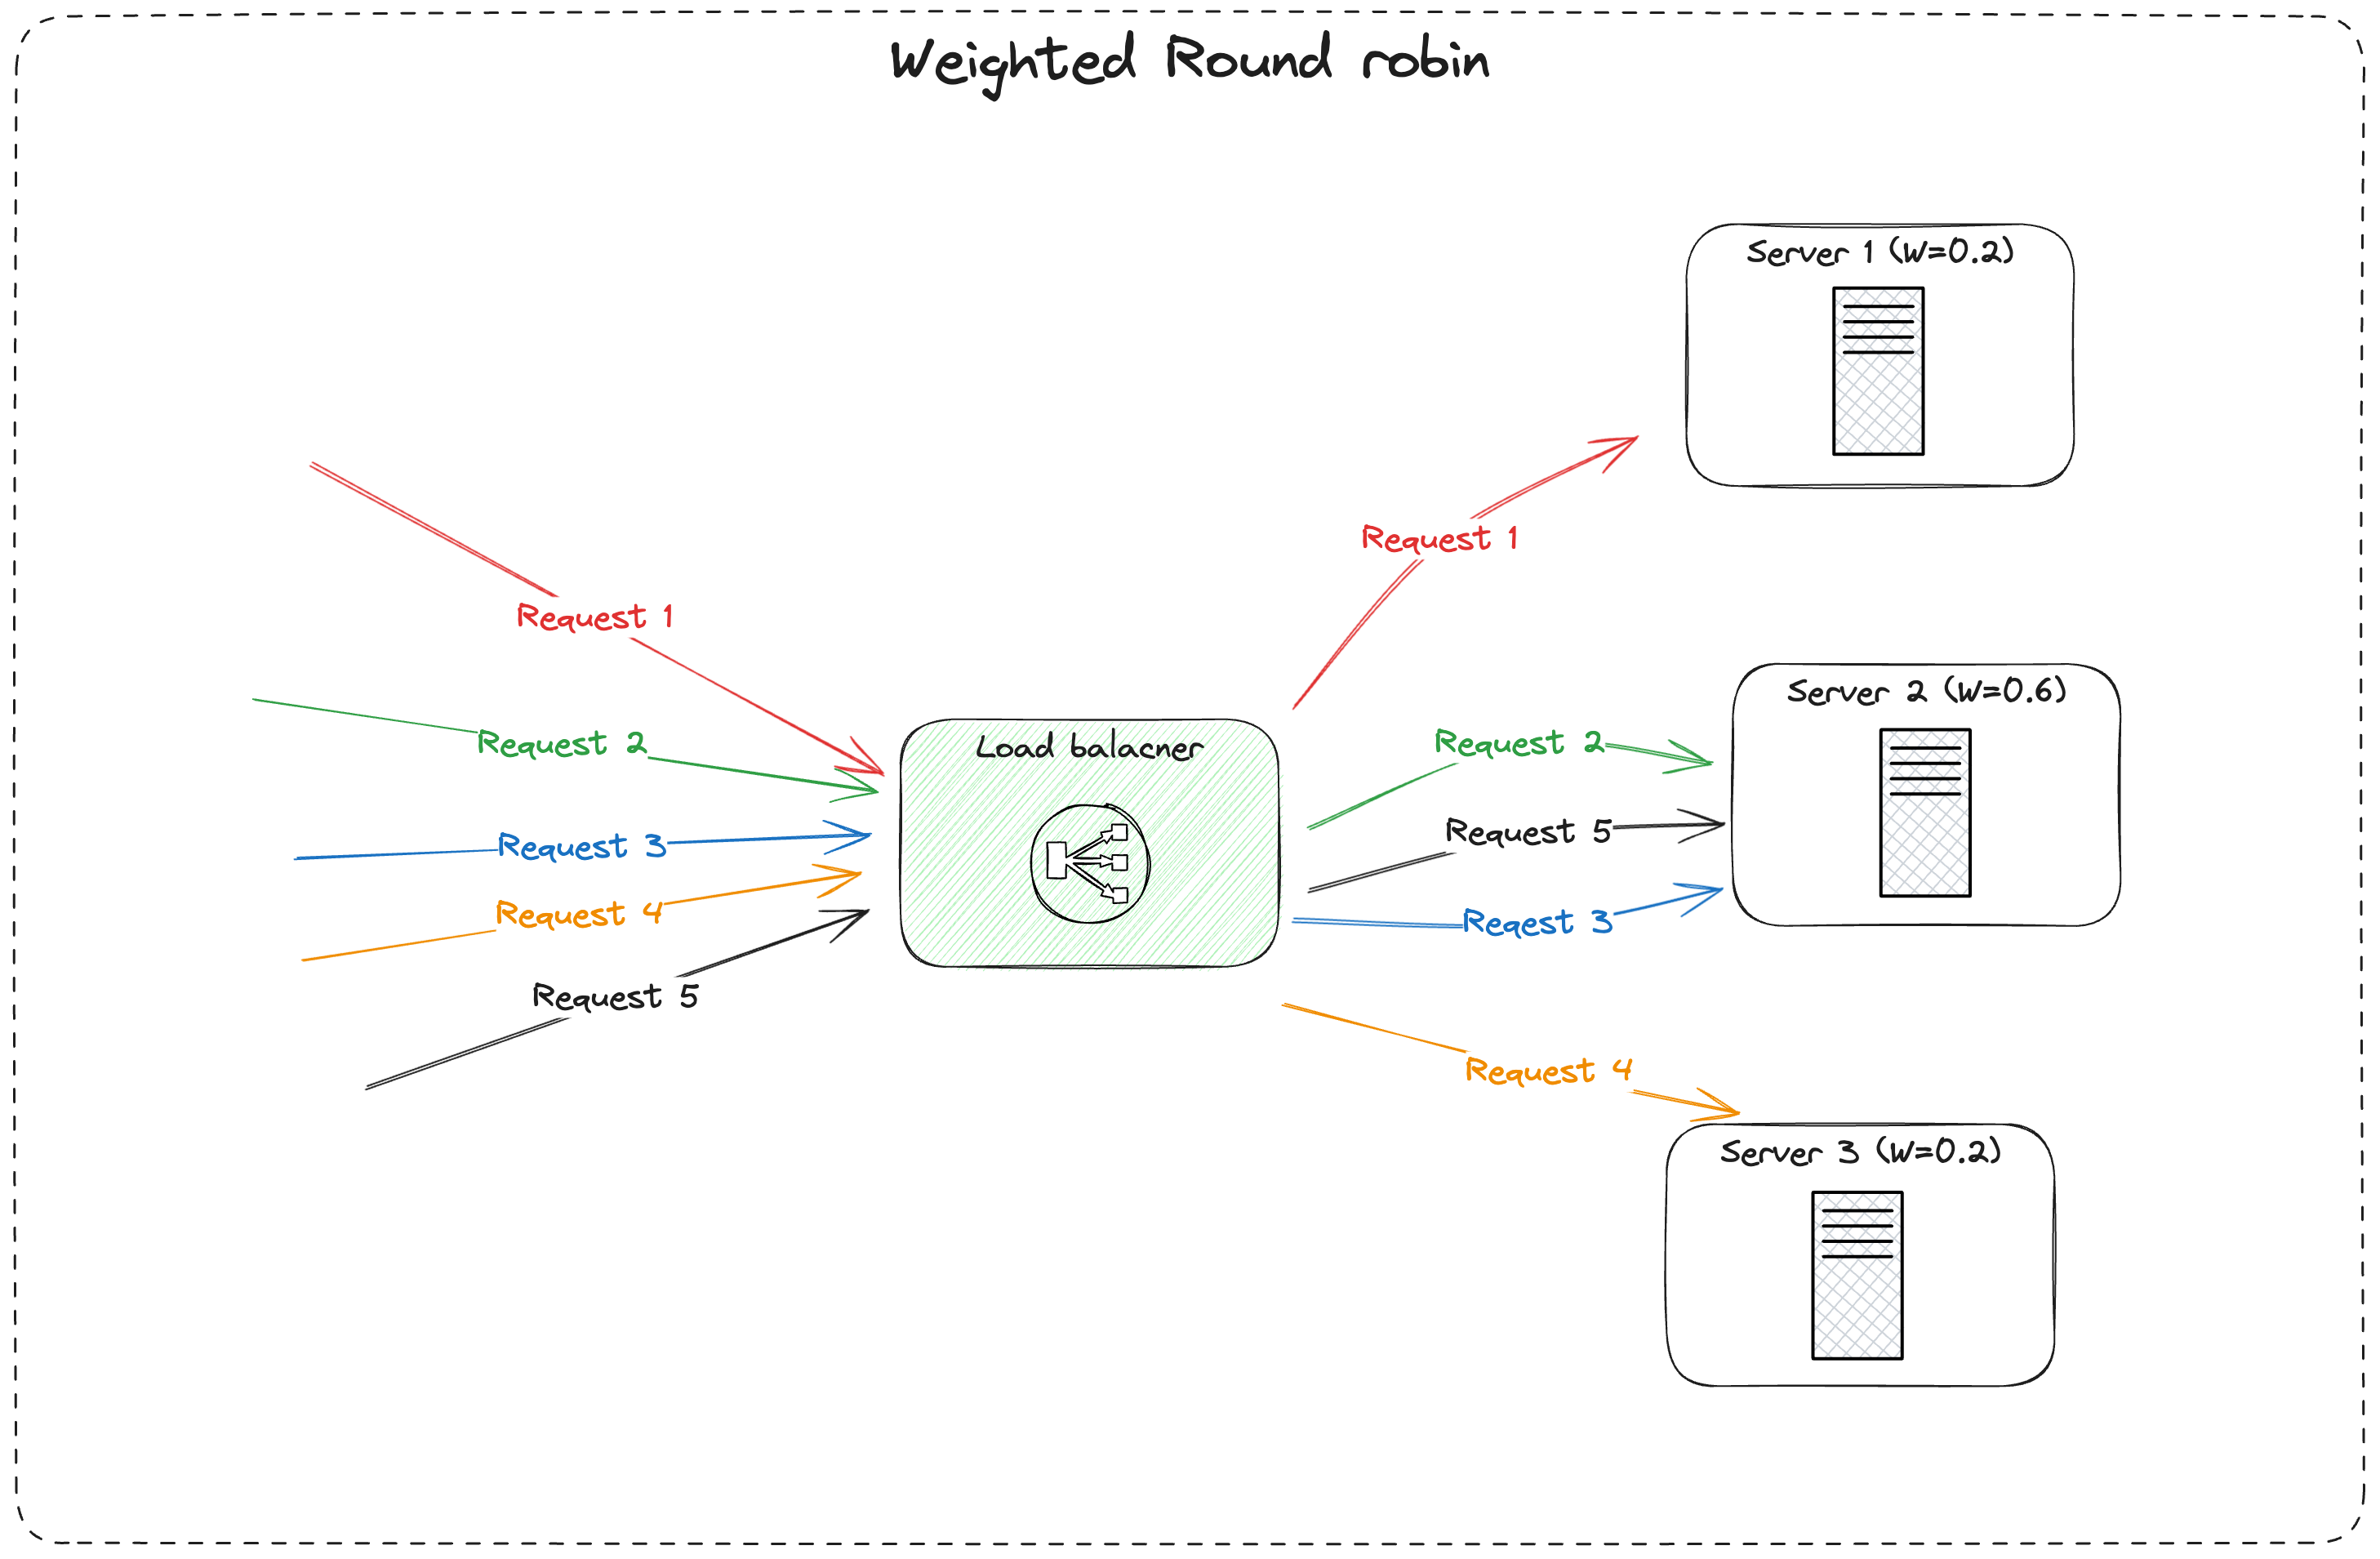 Weighted Round robin
Server 1 (W=0.2)
Request 1
Request 1
Server 2 (W=0.6)
Request 2
Load balacner
Request 2
Request 3
Request 5
Request 4
Reqest 3
Request 5
Request 4
Server 3 (W=0.2)